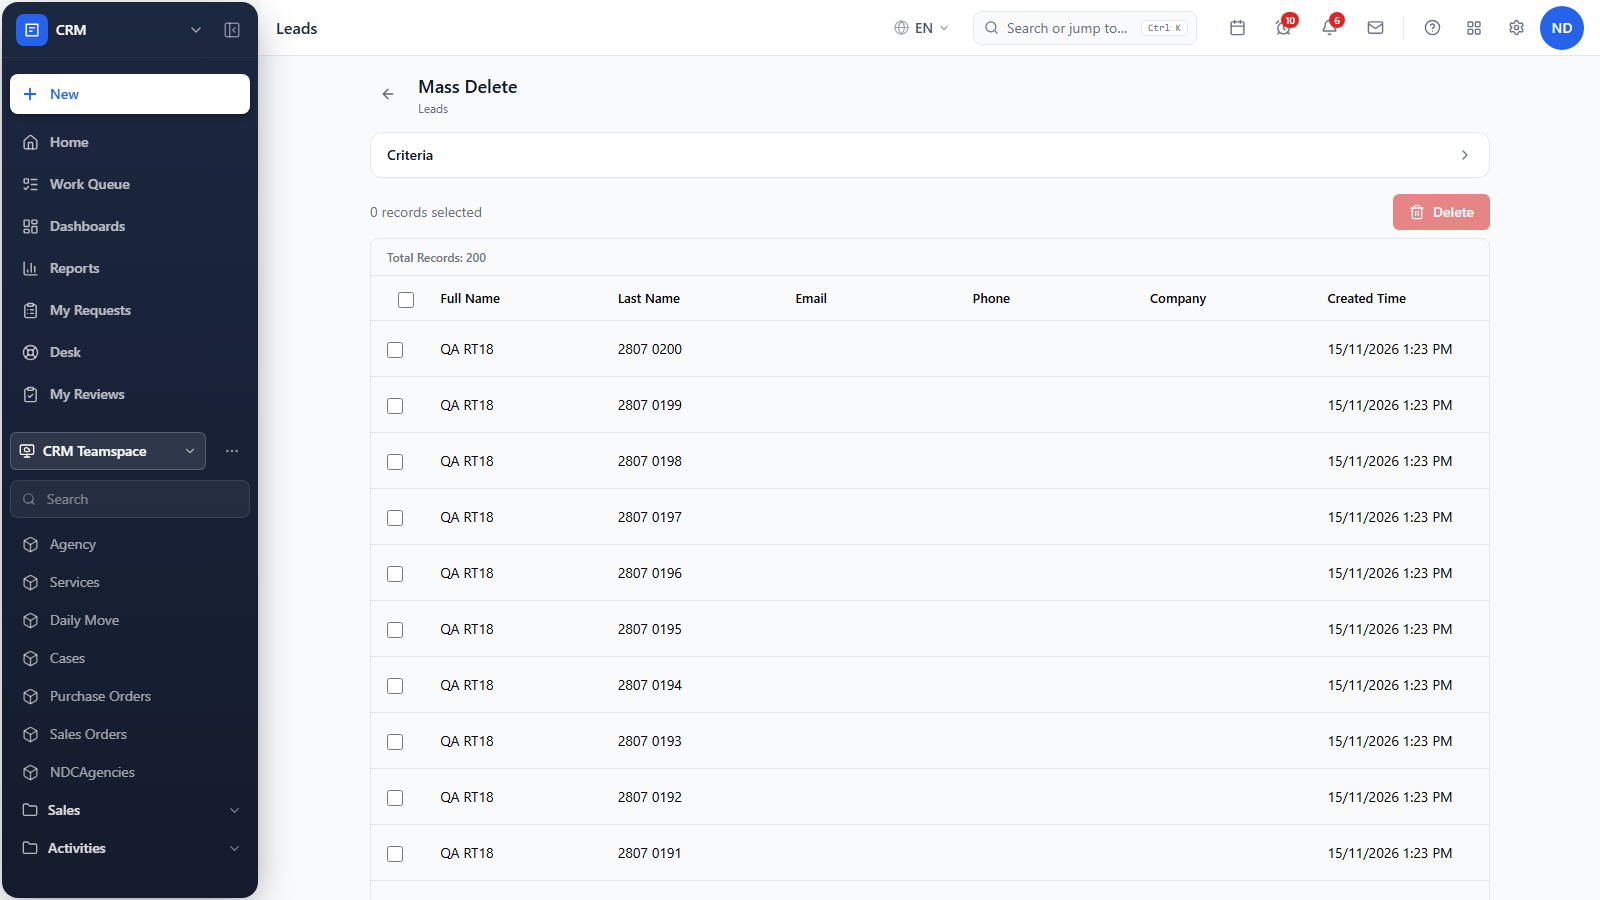 CRM
Leads
EN
Search or jump to...
Ctrl K
10
6
ND
New
Home
Work Queue
Dashboards
Reports
My Requests
Desk
My Reviews
CRM Teamspace
Search
Agency
Services
Daily Move
Cases
Purchase Orders
Sales Orders
NDCAgencies
Sales
Activities
Mass Delete
Leads
Criteria
0 records selected
Delete
Total Records: 200
Full Name Last Name Email Phone Company Created Time
QA RT18 2807 0200 15/11/2026 1:23 PM
QA RT18 2807 0199 15/11/2026 1:23 PM
QA RT18 2807 0198 15/11/2026 1:23 PM
QA RT18 2807 0197 15/11/2026 1:23 PM
QA RT18 2807 0196 15/11/2026 1:23 PM
QA RT18 2807 0195 15/11/2026 1:23 PM
QA RT18 2807 0194 15/11/2026 1:23 PM
QA RT18 2807 0193 15/11/2026 1:23 PM
QA RT18 2807 0192 15/11/2026 1:23 PM
QA RT18 2807 0191 15/11/2026 1:23 PM